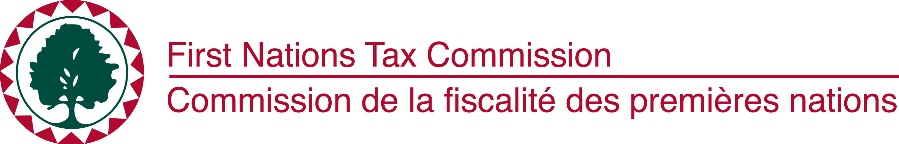 First Nations Tax Commission
Commission de la fiscalité des premières nations